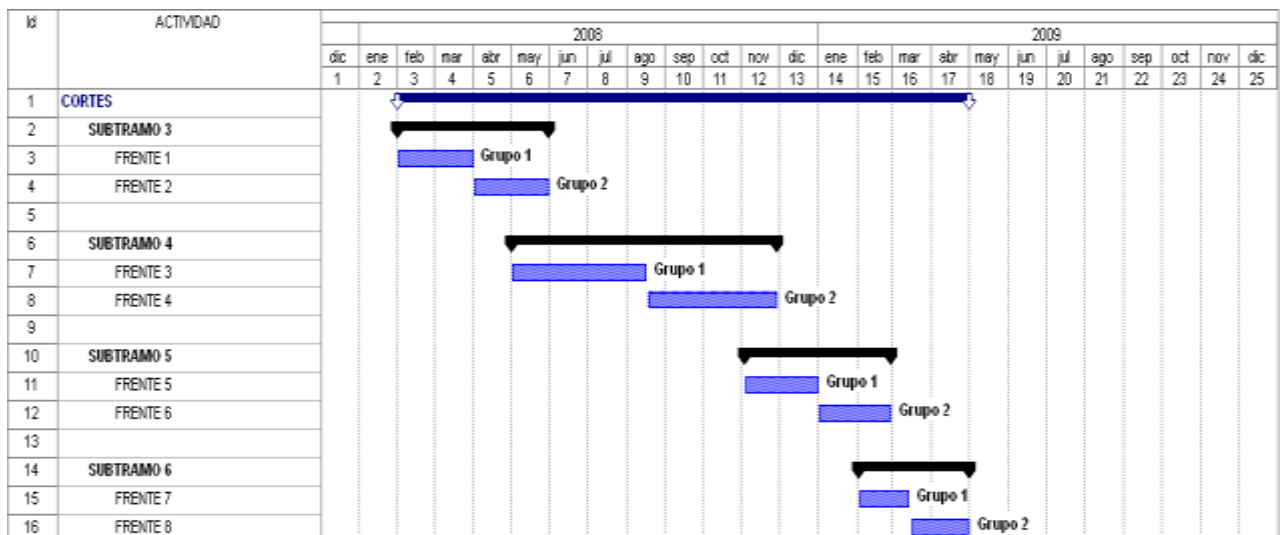 Id ACTIVIDAD
2008 2009
dic ene feb mar abr may jun jul ago sep oct nov dic ene feb mar abr may jun jul ago sep oct nov dic
1 2 3 4 5 6 7 8 9 10 11 12 13 14 15 16 17 18 19 20 21 22 23 24 25
1 CORTES
2 SUBTRAMO 3
3 FRENTE 1 Grupo 1
4 FRENTE 2 Grupo 2
5
6 SUBTRAMO 4
7 FRENTE 3 Grupo 1
8 FRENTE 4 Grupo 2
9
10 SUBTRAMO 5
11 FRENTE 5 Grupo 1
12 FRENTE 6 Grupo 2
13
14 SUBTRAMO 6
15 FRENTE 7 Grupo 1
16 FRENTE 8 Grupo 2